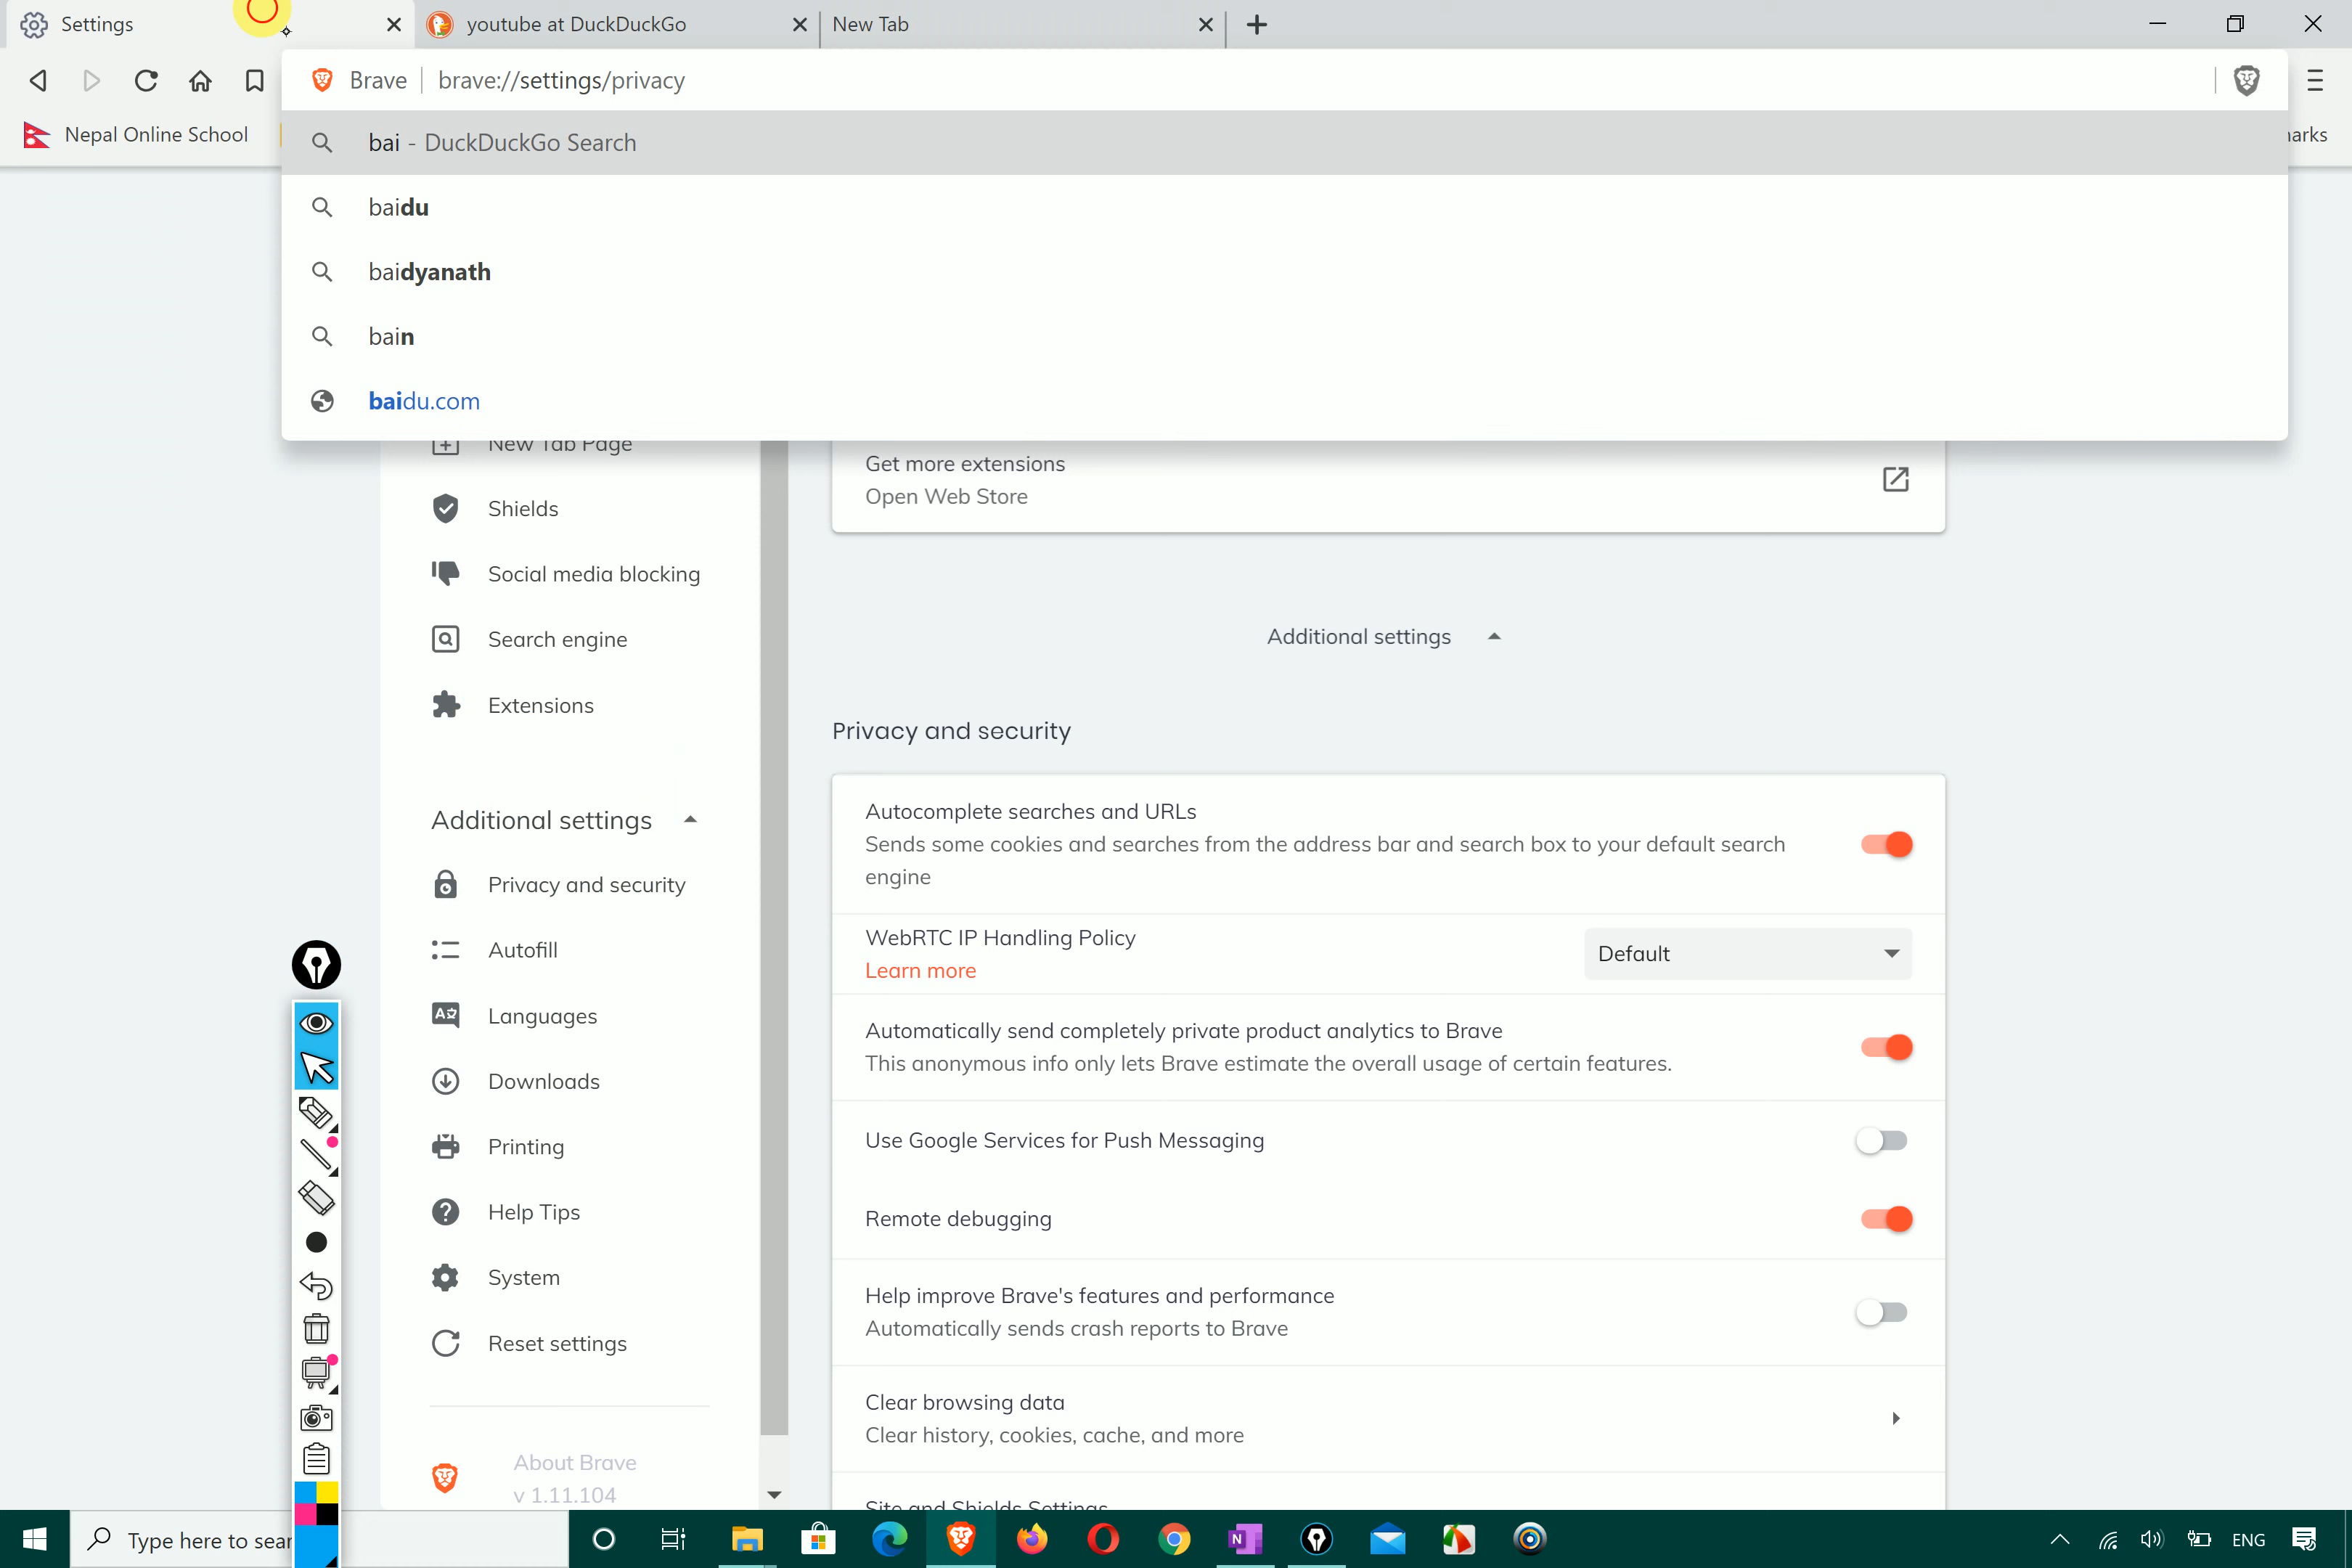 Settings
youtube at DuckDuckGo
New Tab
Brave
brave://settings/privacy
Nepal Online School
bai - DuckDuckGo Search
baidu
baidyanath
bain
baidu.com
New Tab Page
Shields
Social media blocking
Search engine
Extensions
Additional settings
Privacy and security
Autofill
Languages
Downloads
Printing
Help Tips
System
Reset settings
About Brave
v 1.11.104
Get more extensions
Open Web Store
Additional settings
Privacy and security
Autocomplete searches and URLs
Sends some cookies and searches from the address bar and search box to your default search
engine
WebRTC IP Handling Policy
Learn more
Default
Automatically send completely private product analytics to Brave
This anonymous info only lets Brave estimate the overall usage of certain features.
Use Google Services for Push Messaging
Remote debugging
Help improve Brave's features and performance
Automatically sends crash reports to Brave
Clear browsing data
Clear history, cookies, cache, and more
Site and Shields Settings
Type here to sear
ENG